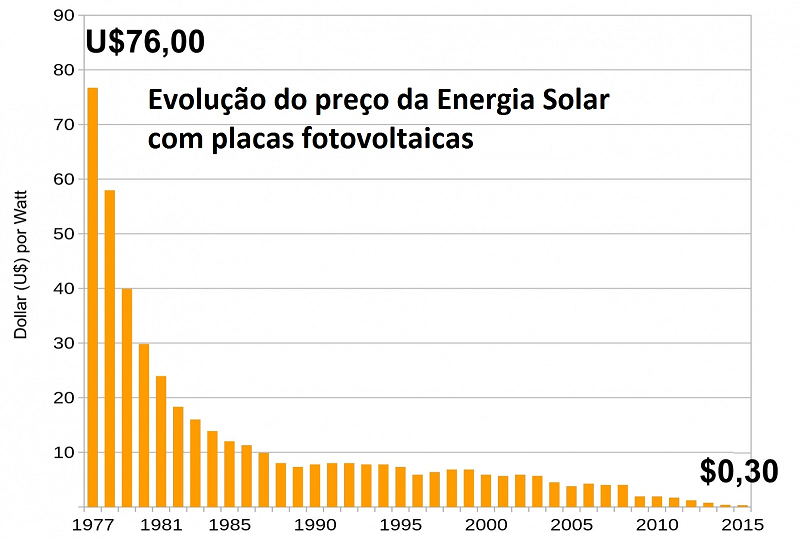 90
U$76,00
80
Evolução do preço da Energia Solar
com placas fotovoltaicas
70
60
50
40
30
20
10
Dollar (U$) por Watt
$0,30
1977 1981 1985 1990 1995 2000 2005 2010 2015